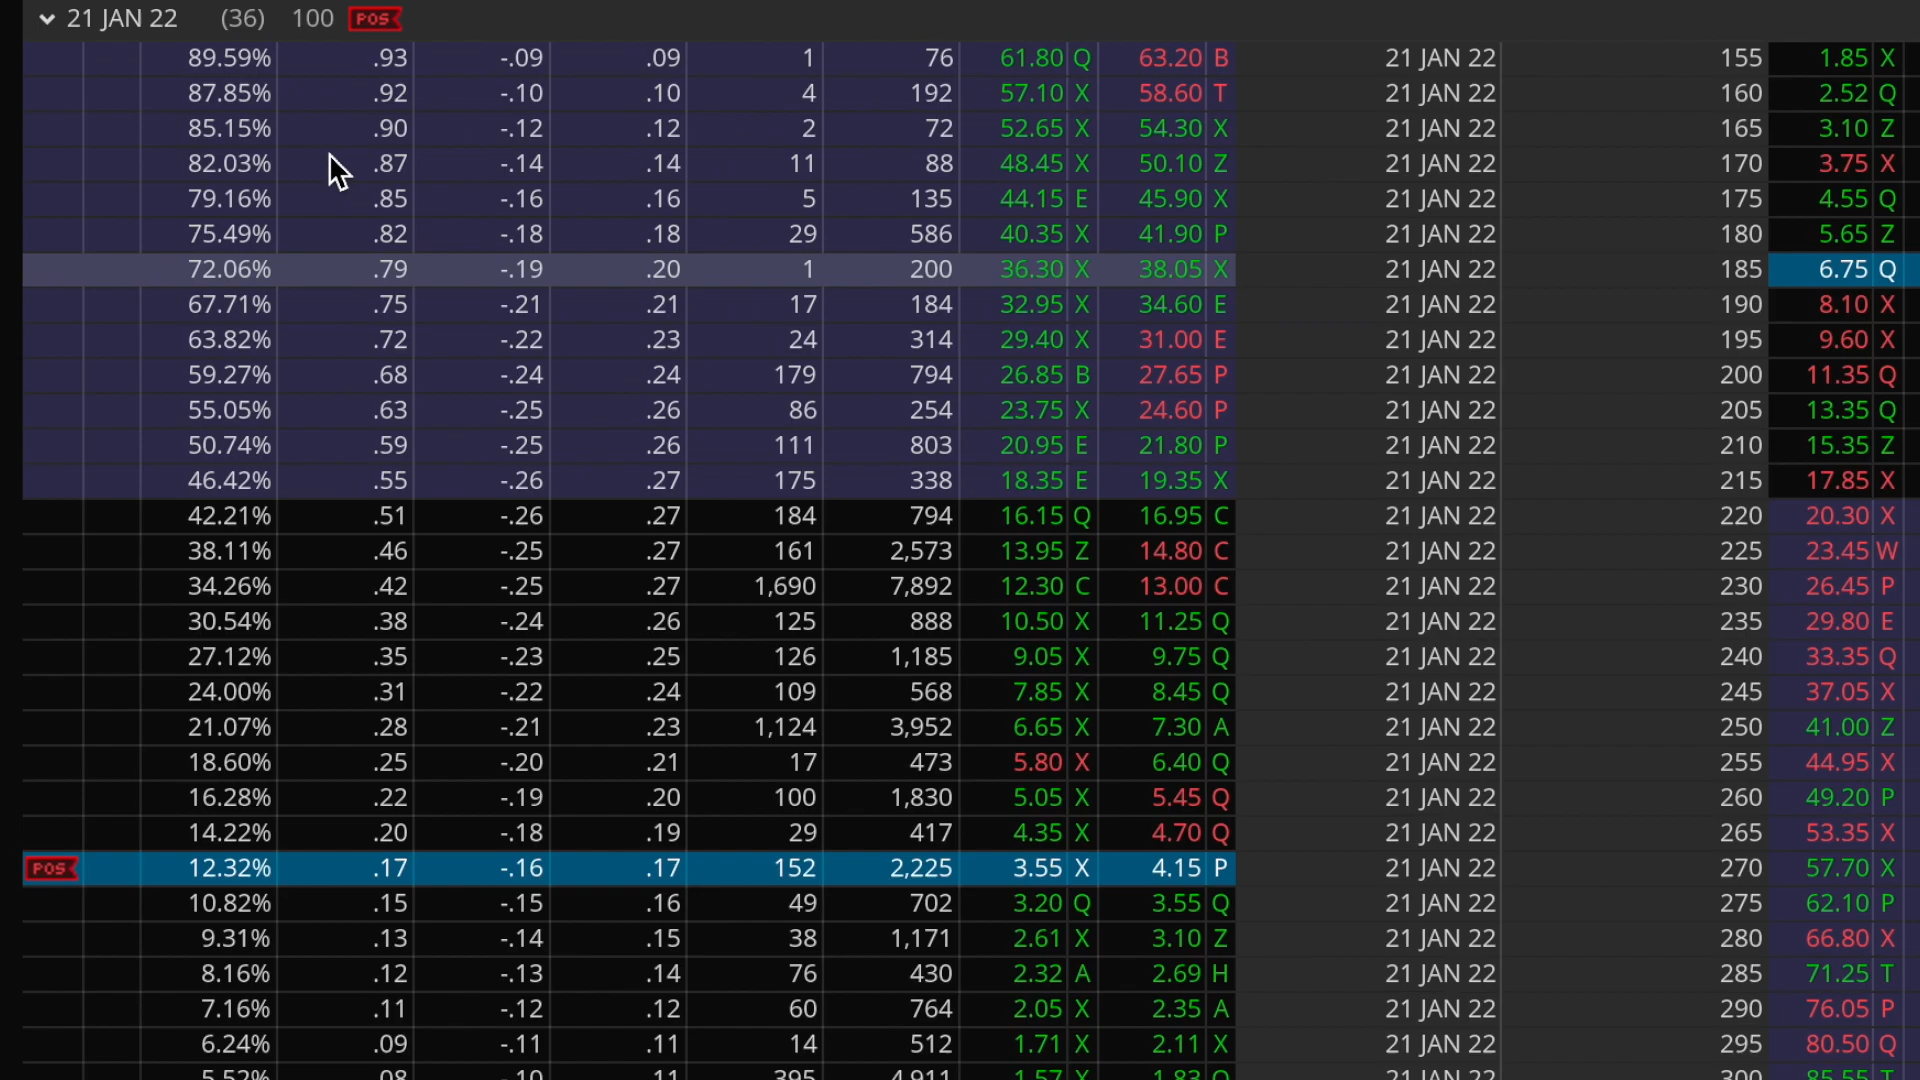 21 JAN 22 (36) 100 POS
89.59% .93 -.09 .09 1 76 61.80 Q 63.20 B 21 JAN 22 155 1.85 X
87.85% .92 -.10 .10 4 192 57.10 X 58.60 T 21 JAN 22 160 2.52 Q
85.15% .90 -.12 .12 2 72 52.65 X 54.30 X 21 JAN 22 165 3.10 Z
82.03% .87 -.14 .14 11 88 48.45 X 50.10 Z 21 JAN 22 170 3.75 X
79.16% .85 -.16 .16 5 135 44.15 E 45.90 X 21 JAN 22 175 4.55 Q
75.49% .82 -.18 .18 29 586 40.35 X 41.90 P 21 JAN 22 180 5.65 Z
72.06% .79 -.19 .20 1 200 36.30 X 38.05 X 21 JAN 22 185 6.75 Q
67.71% .75 -.21 .21 17 184 32.95 X 34.60 E 21 JAN 22 190 8.10 X
63.82% .72 -.22 .23 24 314 29.40 X 31.00 E 21 JAN 22 195 9.60 X
59.27% .68 -.24 .24 179 794 26.85 B 27.65 P 21 JAN 22 200 11.35 Q
55.05% .63 -.25 .26 86 254 23.75 X 24.60 P 21 JAN 22 205 13.35 Q
50.74% .59 -.25 .26 111 803 20.95 E 21.80 P 21 JAN 22 210 15.35 Z
46.42% .55 -.26 .27 175 338 18.35 E 19.35 X 21 JAN 22 215 17.85 X
42.21% .51 -.26 .27 184 794 16.15 Q 16.95 C 21 JAN 22 220 20.30 X
38.11% .46 -.25 .27 161 2,573 13.95 Z 14.80 C 21 JAN 22 225 23.45 W
34.26% .42 -.25 .27 1,690 7,892 12.30 C 13.00 C 21 JAN 22 230 26.45 P
30.54% .38 -.24 .26 125 888 10.50 X 11.25 Q 21 JAN 22 235 29.80 E
27.12% .35 -.23 .25 126 1,185 9.05 X 9.75 Q 21 JAN 22 240 33.35 Q
24.00% .31 -.22 .24 109 568 7.85 X 8.45 Q 21 JAN 22 245 37.05 X
21.07% .28 -.21 .23 1,124 3,952 6.65 X 7.30 A 21 JAN 22 250 41.00 Z
18.60% .25 -.20 .21 17 473 5.80 X 6.40 Q 21 JAN 22 255 44.95 X
16.28% .22 -.19 .20 100 1,830 5.05 X 5.45 Q 21 JAN 22 260 49.20 P
14.22% .20 -.18 .19 29 417 4.35 X 4.70 Q 21 JAN 22 265 53.35 X
POS 12.32% .17 -.16 .17 152 2,225 3.55 X 4.15 P 21 JAN 22 270 57.70 X
10.82% .15 -.15 .16 49 702 3.20 Q 3.55 Q 21 JAN 22 275 62.10 P
9.31% .13 -.14 .15 38 1,171 2.61 X 3.10 Z 21 JAN 22 280 66.80 X
8.16% .12 -.13 .14 76 430 2.32 A 2.69 H 21 JAN 22 285 71.25 T
7.16% .11 -.12 .12 60 764 2.05 X 2.35 A 21 JAN 22 290 76.05 P
6.24% .09 -.11 .11 14 512 1.71 X 2.11 X 21 JAN 22 295 80.50 Q
5.52% .08 -.10 .11 395 4,911 1.57 1.83 21 JAN 22 300 85.55 T